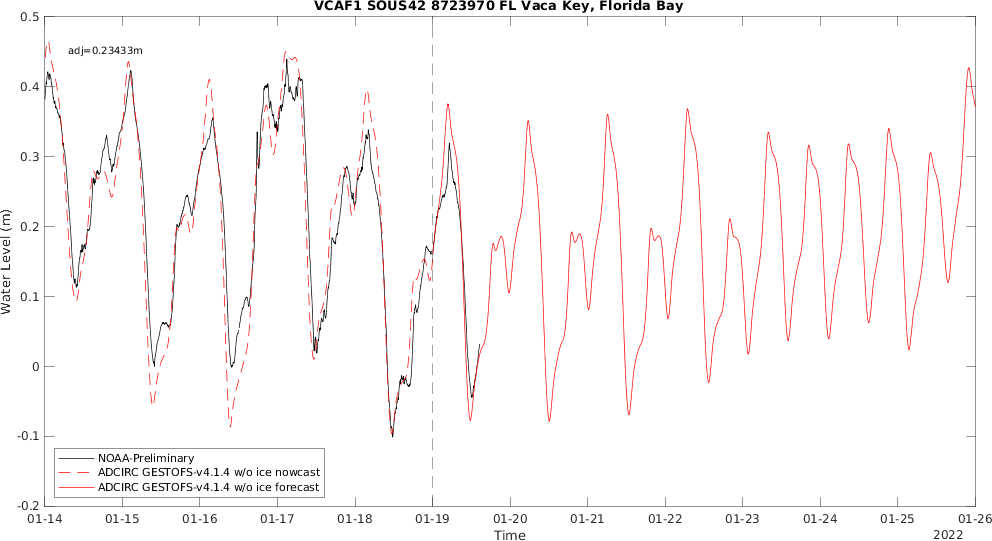 VCAF1 SOUS42 8723970 FL Vaca Key, Florida Bay
adj=0.23433m
0.5
0.4
0.3
0.2
0.1
0
-0.1
-0.2
Water Level (m)
NOAA-Preliminary
ADCIRC GESTOFS-v4.1.4 w/o ice nowcast
ADCIRC GESTOFS-v4.1.4 w/o ice forecast
01-14 01-15 01-16 01-17 01-18 01-19 01-20 01-21 01-22 01-23 01-24 01-25 01-26
Time
2022